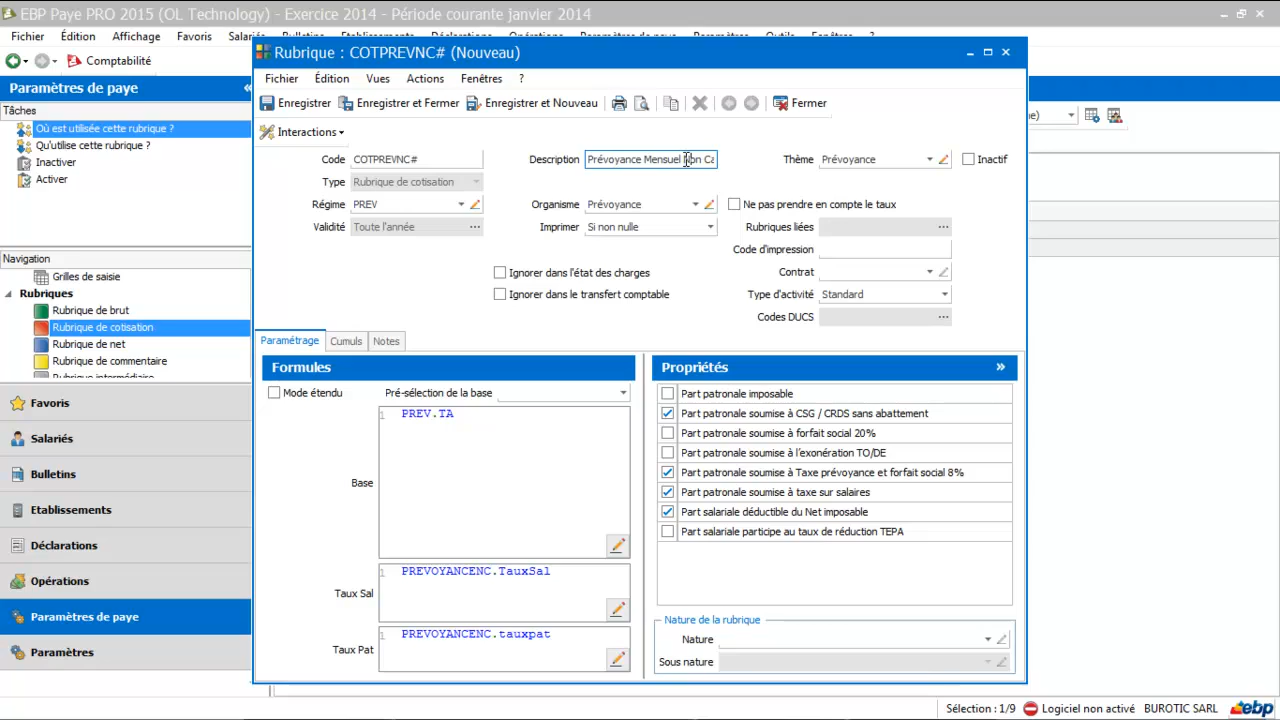 EBP Paye PRO 2015 (OL Technology) - Exercice 2014 - Période courante janvier 2014
Fichier Édition Affichage Favoris
Comptabilité
Paramètres de paye «
Tâches
Où est utilisée cette rubrique ?
Qu'utilise cette rubrique ?
Inactiver
Activer
Navigation
Grilles de saisie
Rubriques
Rubrique de brut
Rubrique de cotisation
Rubrique de net
Rubrique de commentaire
Rubrique intermédiaire
Favoris
Salariés
Bulletins
Etablissements
Déclarations
Opérations
Paramètres de paye
Paramètres
Rubrique : COTPREVNC# (Nouveau)
Fichier Édition Vues Actions Fenêtres ?
Enregistrer Enregistrer et Fermer Enregistrer et Nouveau Fermer
Interactions
Code COTPREVNC# Description Prévoyance Mensuel Non Ca Thème Prévoyance Inactif
Type Rubrique de cotisation
Régime PREV Organisme Prévoyance Ne pas prendre en compte le taux
Validité Toute l'année ... Imprimer Si non nulle Rubriques liées ...
Code d'impression
Ignorer dans l'état des charges Contrat
Ignorer dans le transfert comptable Type d'activité Standard
Codes DUCS ...
Paramétrage Cumuls Notes
Formules
Mode étendu Pré-sélection de la base
Base
1 PREV.TA
Taux Sal
1 PREVOYANCENC.TauxSal
Taux Pat
1 PREVOYANCENC.tauxpat
Propriétés »
Part patronale imposable
Part patronale soumise à CSG / CRDS sans abattement
Part patronale soumise à forfait social 20%
Part patronale soumise à l'exonération TO/DE
Part patronale soumise à Taxe prévoyance et forfait social 8%
Part patronale soumise à taxe sur salaires
Part salariale déductible du Net imposable
Part salariale participe au taux de réduction TEPA
Nature de la rubrique
Nature
Sous nature
Sélection : 1/9 Logiciel non activé BUROTIC SARL ebp